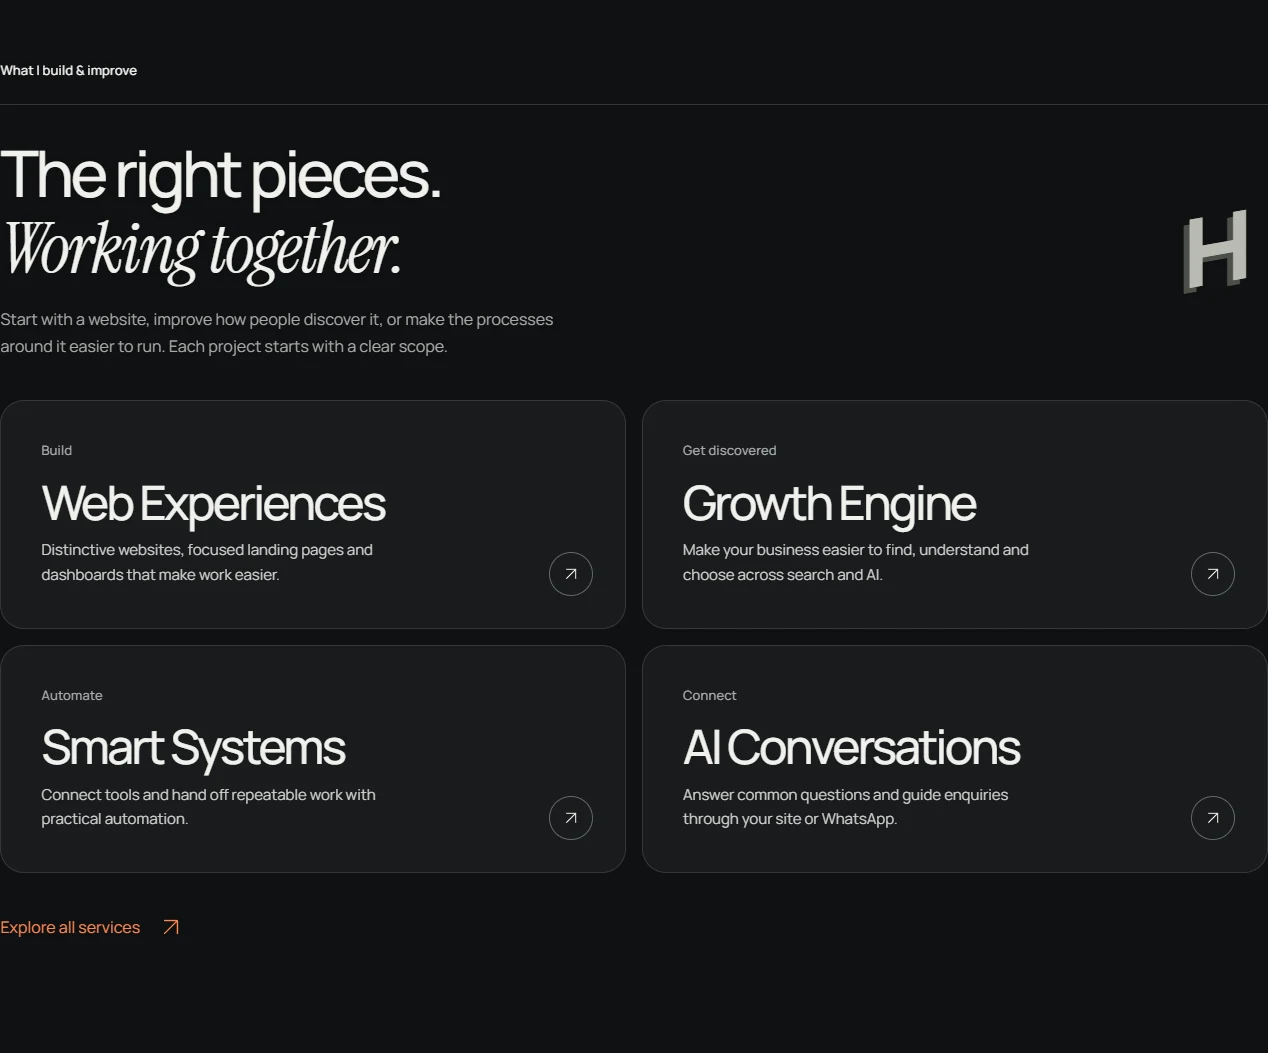 What I build & improve
The right pieces.
Working together.
H
Start with a website, improve how people discover it, or make the processes
around it easier to run. Each project starts with a clear scope.
Build
Web Experiences
Distinctive websites, focused landing pages and
dashboards that make work easier.
Get discovered
Growth Engine
Make your business easier to find, understand and
choose across search and AI.
Automate
Smart Systems
Connect tools and hand off repeatable work with
practical automation.
Connect
AI Conversations
Answer common questions and guide enquiries
through your site or WhatsApp.
Explore all services